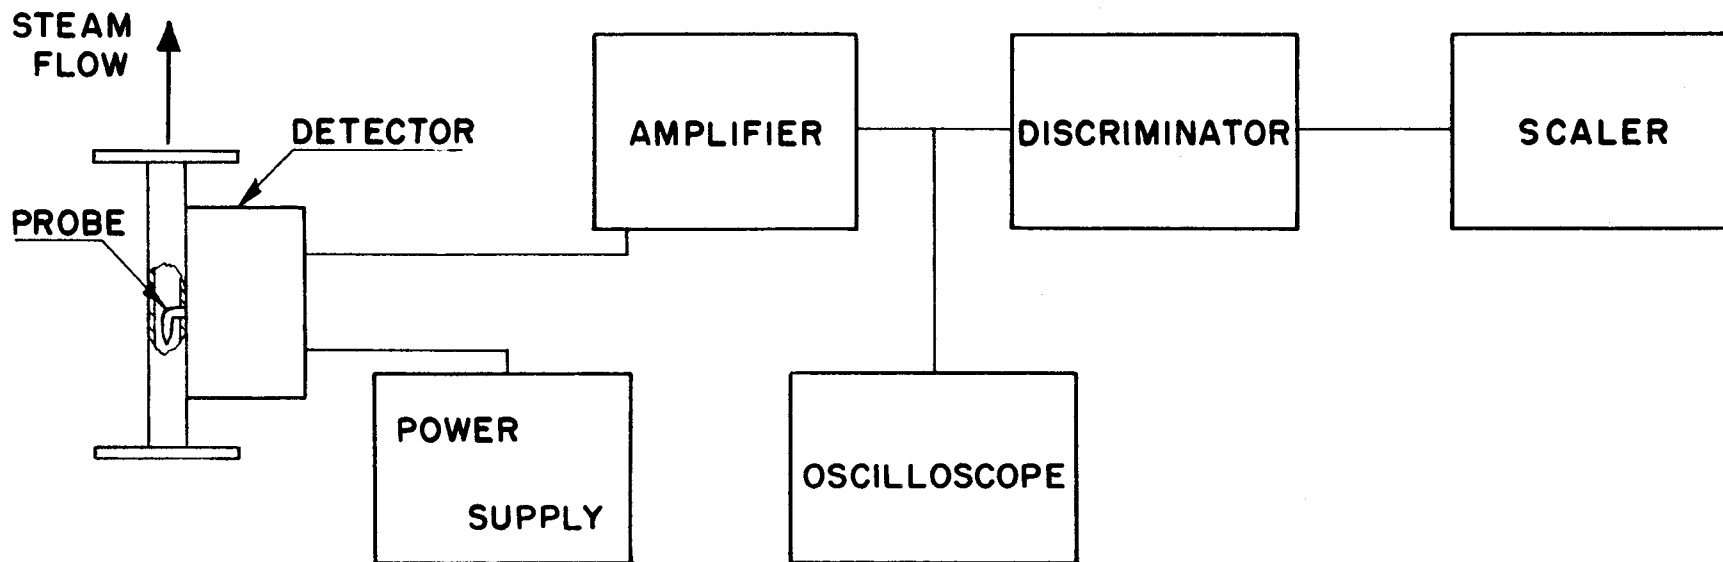 STEAM
FLOW
DETECTOR
PROBE
AMPLIFIER
DISCRIMINATOR
SCALER
POWER
SUPPLY
OSCILLOSCOPE